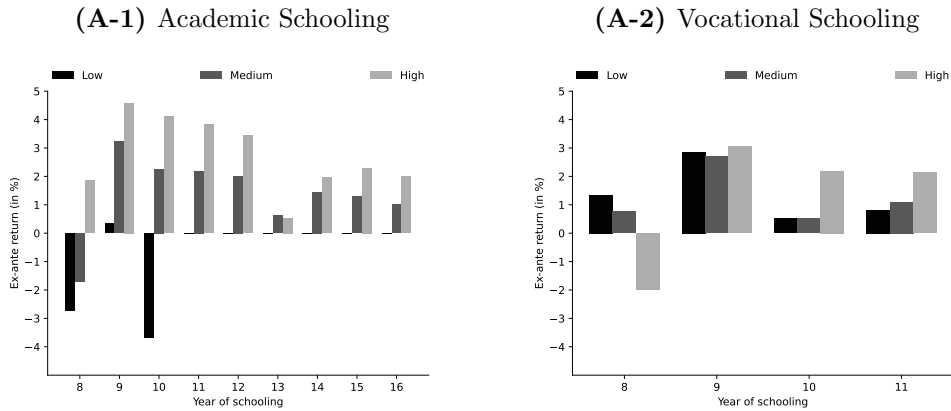 (A-1) Academic Schooling
Low Medium High
5
4
3
2
1
0
−1
−2
−3
−4
Ex-ante return (in %)
8 9 10 11 12 13 14 15 16
Year of schooling
(A-2) Vocational Schooling
Low Medium High
5
4
3
2
1
0
−1
−2
−3
−4
Ex-ante return (in %)
8 9 10 11
Year of schooling